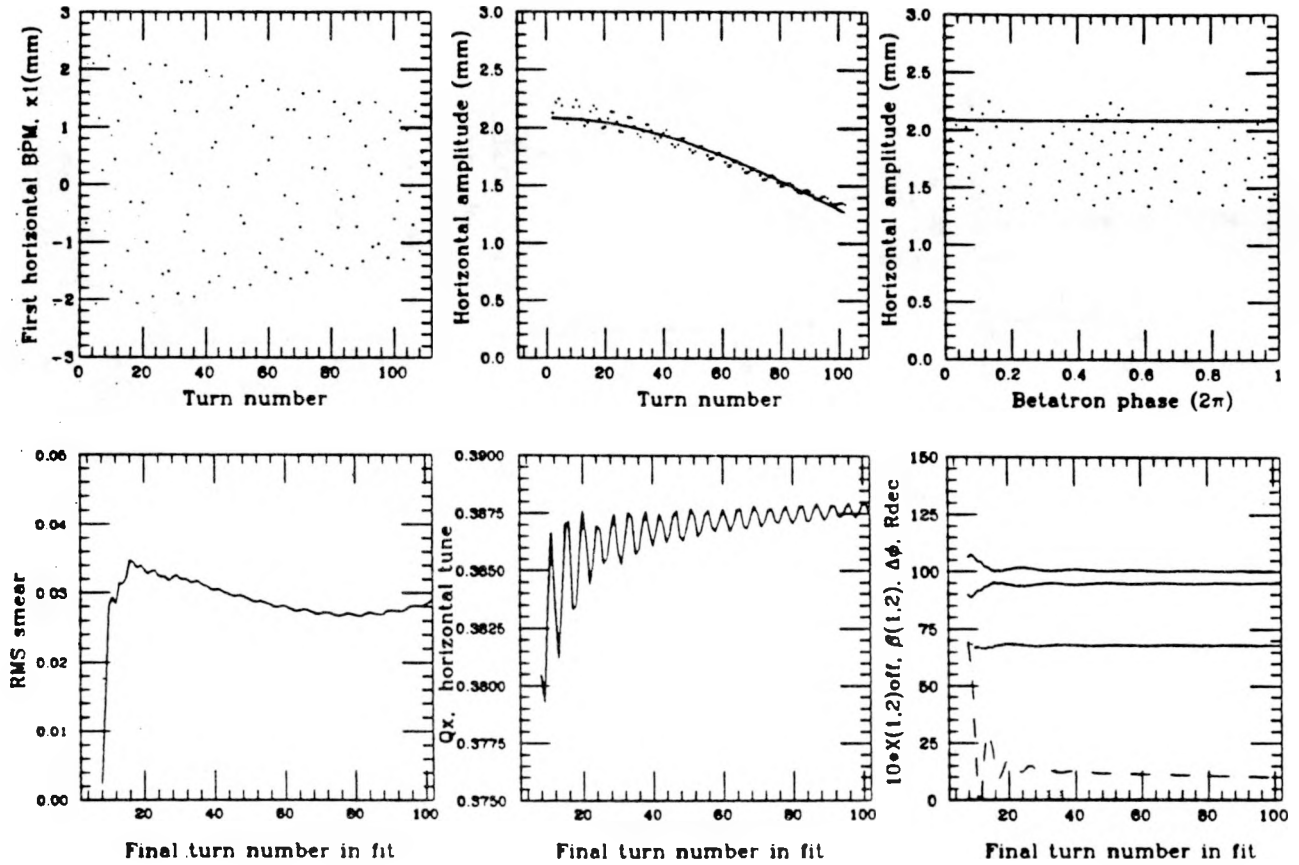 First horizontal BPM, x1(mm)
3
2
1
0
-1
-2
-3
0 20 40 60 80 100
Turn number
Horizontal amplitude (mm)
3.0
2.5
2.0
1.5
1.0
0.5
0.0
0 20 40 60 80 100
Turn number
Horizontal amplitude (mm)
3.0
2.5
2.0
1.5
1.0
0.5
0.0
0 0.2 0.4 0.6 0.8 1
Betatron phase (2π)
RMS smear
0.06
0.05
0.04
0.03
0.02
0.01
0.00
20 40 60 80 100
Final turn number in fit
Qx, horizontal tune
0.3900
0.3875
0.3850
0.3825
0.3800
0.3775
0.3750
20 40 60 80 100
Final turn number in fit
10*X(1,2)off, β(1,2), Δφ, Rdec
150
125
100
75
50
25
0
20 40 60 80 100
Final turn number in fit